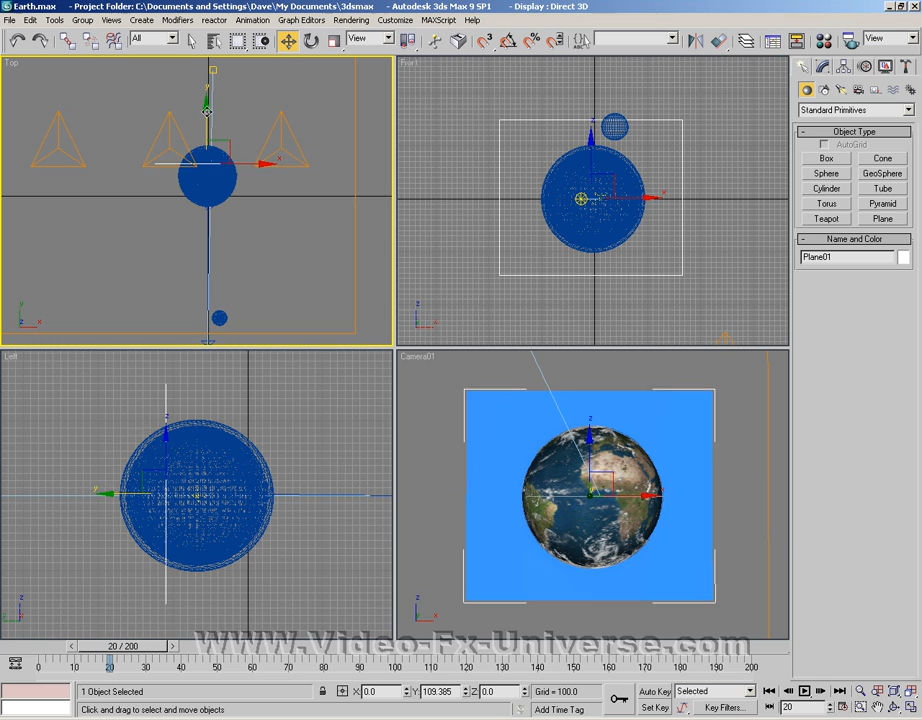 Earth.max - Project Folder: C:\Documents and Settings\Dave\My Documents\3dsmax - Autodesk 3ds Max 9 SP1 - Display : Direct 3D
File Edit Tools Group Views Create Modifiers reactor Animation Graph Editors Rendering Customize MAXScript Help
All View View
Top
Front
Standard Primitives
Object Type
AutoGrid
Box Cone
Sphere GeoSphere
Cylinder Tube
Torus Pyramid
Teapot Plane
Name and Color
Plane01
Left
Camera01
20 / 200
www.Video-Fx-Universe.com
0 10 20 30 40 50 60 70 80 90 100 110 120 130 140 150 160 170 180 190 200
1 Object Selected X: 0.0 Y: 109.385 Z: 0.0 Grid = 100.0 Auto Key Selected
Click and drag to select and move objects Add Time Tag Set Key Key Filters... 20